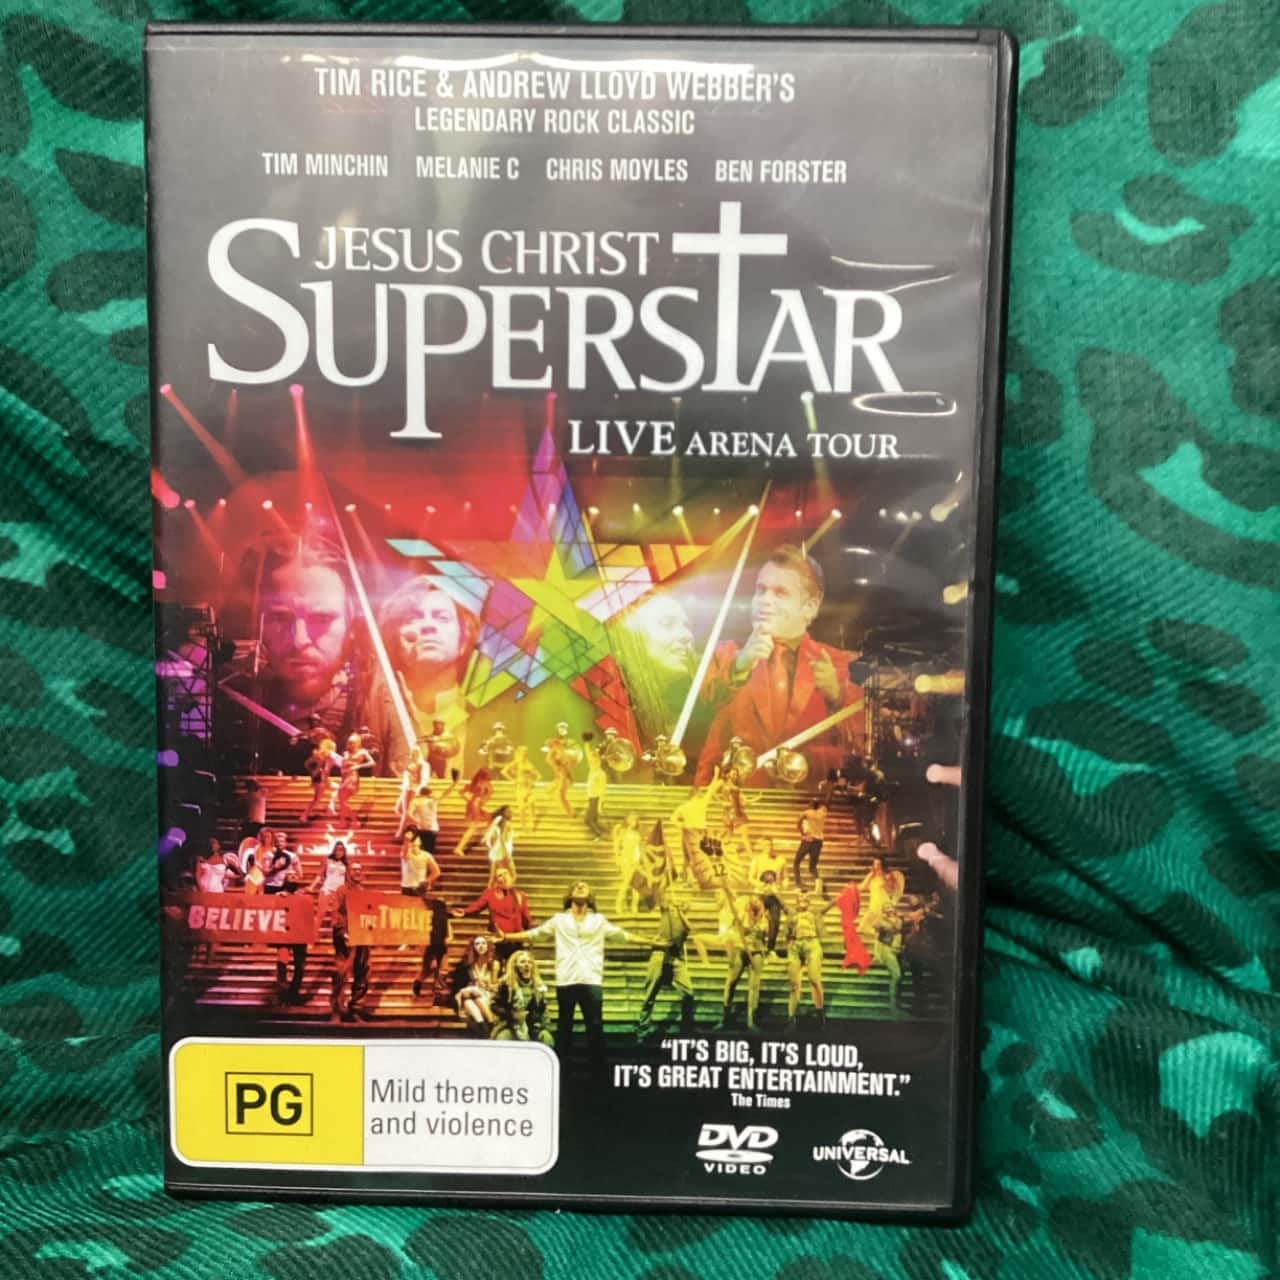 TIM RICE & ANDREW LLOYD WEBBER'S
LEGENDARY ROCK CLASSIC
TIM MINCHIN MELANIE C CHRIS MOYLES BEN FORSTER
JESUS CHRIST
SUPERSTAR
LIVE ARENA TOUR
BELIEVE
THE TWELVE
12
PG
Mild themes
and violence
"IT'S BIG, IT'S LOUD,
IT'S GREAT ENTERTAINMENT."
The Times
DVD
VIDEO
UNIVERSAL